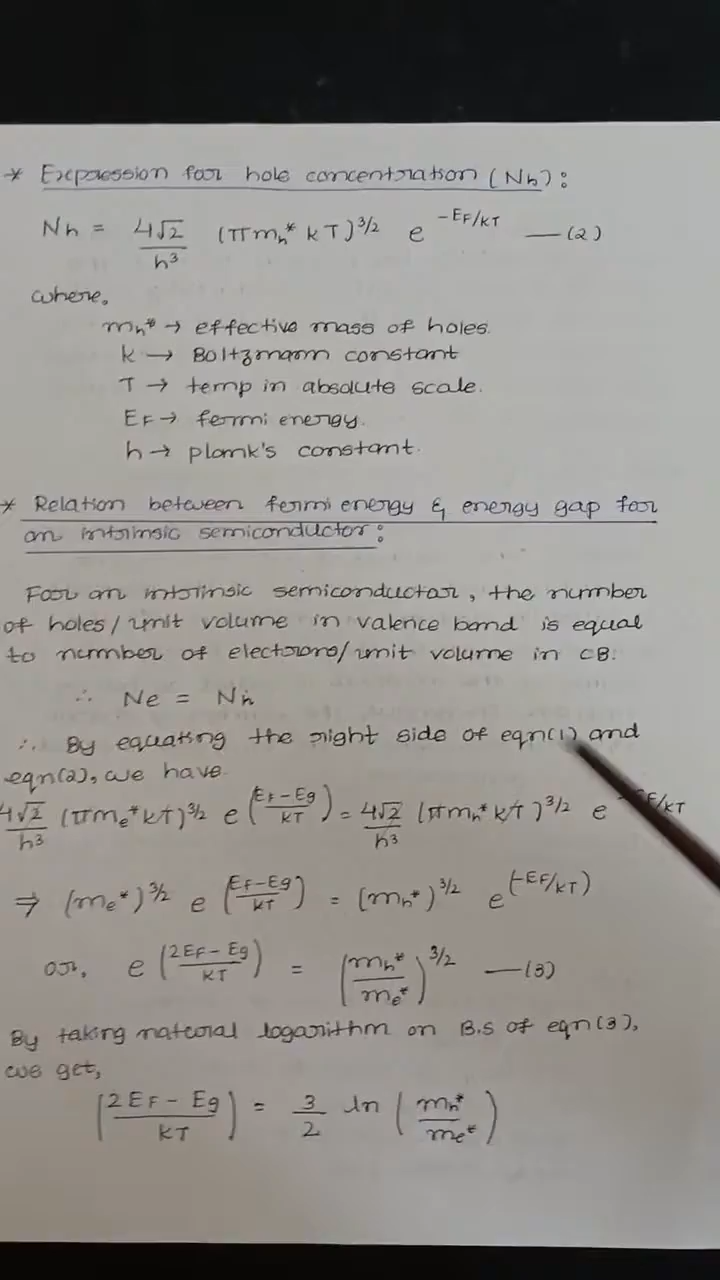 * Expression for hole concentration (Nh):
Nh = 4√2/h³ (πmh* kT)^3/2 e^-EF/KT —(2)
where,
mh* → effective mass of holes.
k → Boltzmann constant
T → temp in absolute scale.
EF → fermi energy.
h → plank's constant.
* Relation between fermi energy & energy gap for
an intrinsic semiconductor:
For an intrinsic semiconductor, the number
of holes/unit volume in valence band is equal
to number of electrons/unit volume in CB.
∴ Ne = Nh
∴ By equating the right side of eqn(1) and
eqn(2), we have
4√2/h³ (πme* kT)^3/2 e^(EF-Eg/KT) = 4√2/h³ (πmh* kT)^3/2 e^-EF/KT
⇒ (me*)^3/2 e^(EF-Eg/KT) = (mh*)^3/2 e^(-EF/KT)
or, e^(2EF-Eg/KT) = (mh*/me*)^3/2 —(3)
By taking natural logarithm on B.S of eqn(3),
we get,
(2EF - Eg/KT) = 3/2 ln (mh*/me*)